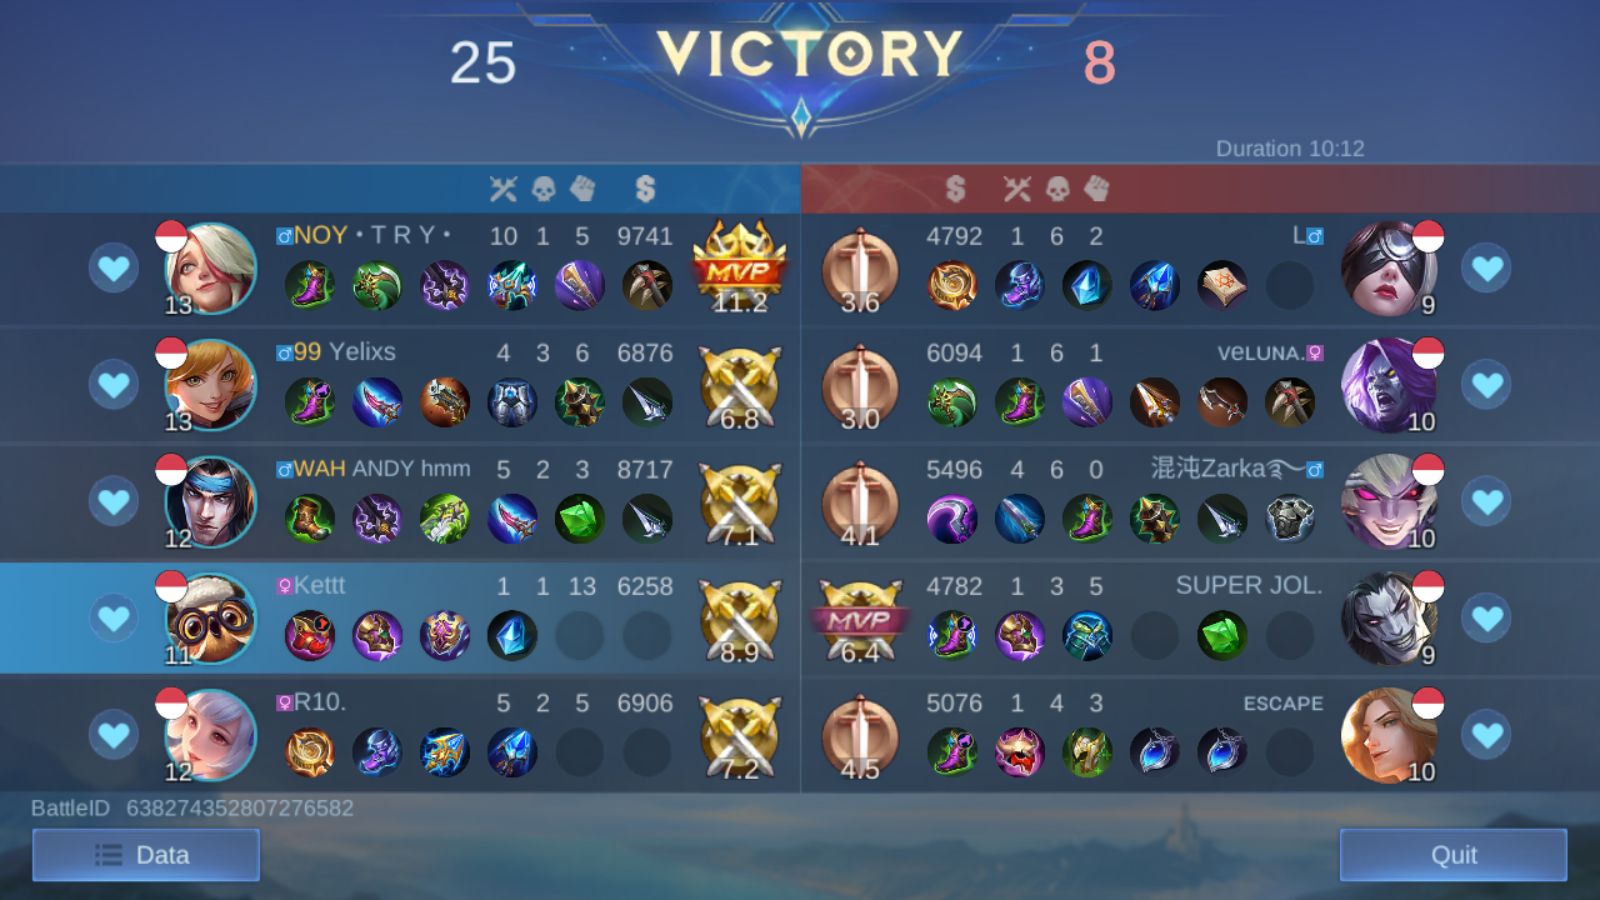 25 VICTORY 8
Duration 10:12
NOY • T R Y • 10 1 5 9741 MVP 11.2 13
3.6 4792 1 6 2 L 9
99 Yelixs 4 3 6 6876 6.8 13
3.0 6094 1 6 1 VeLUNA. 10
WAH ANDY hmm 5 2 3 8717 7.1 12
4.1 5496 4 6 0 混沌Zarka 10
Kettt 1 1 13 6258 8.9 11
MVP 6.4 4782 1 3 5 SUPER JOL. 9
R10. 5 2 5 6906 7.2 12
4.5 5076 1 4 3 ESCAPE 10
BattleID 638274352807276582
Data
Quit